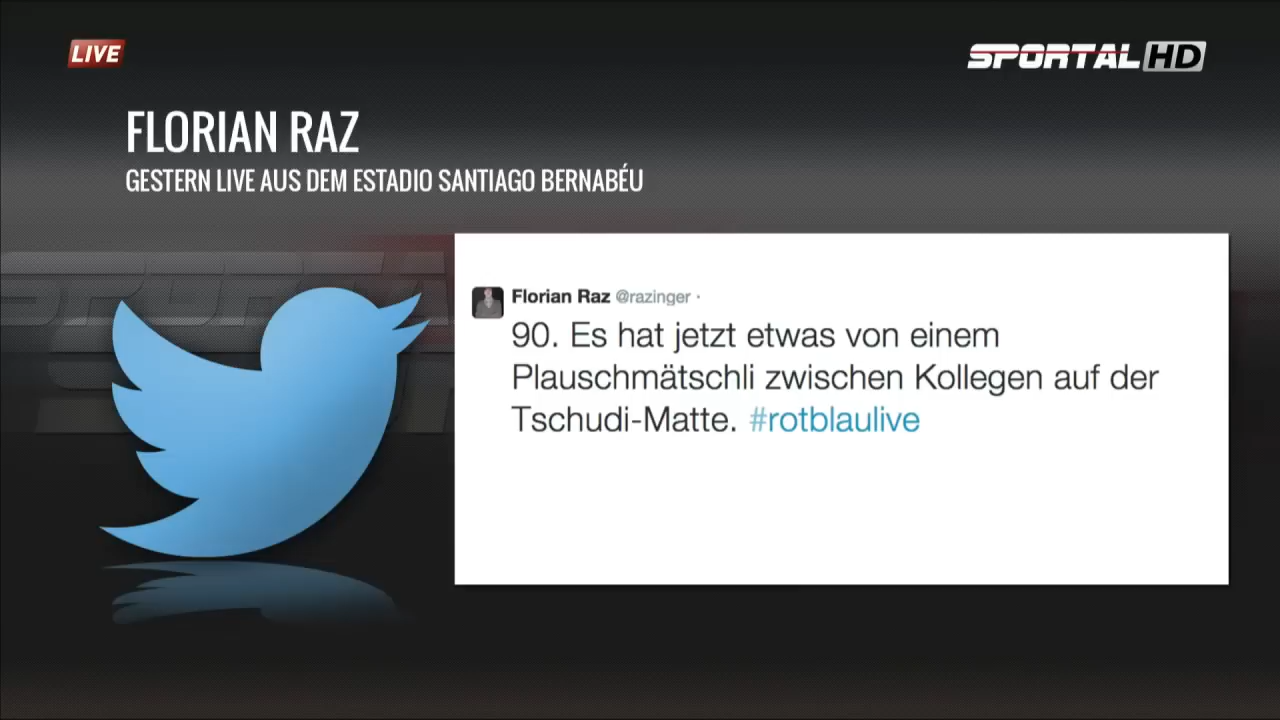 LIVE
SPORTAL HD
FLORIAN RAZ
GESTERN LIVE AUS DEM ESTADIO SANTIAGO BERNABÉU
Florian Raz @razinger ·
90. Es hat jetzt etwas von einem
Plauschmätschli zwischen Kollegen auf der
Tschudi-Matte. #rotblaulive